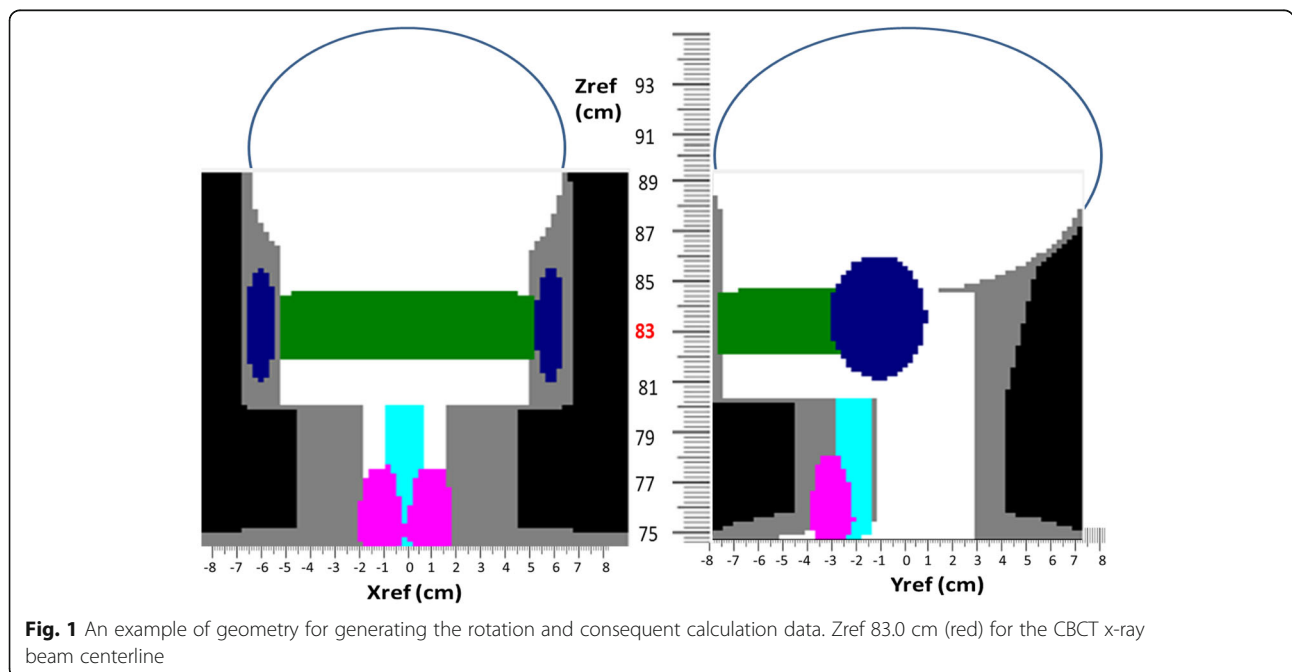 Zref
(cm)
93
91
89
87
85
83
81
79
77
75
-8 -7 -6 -5 -4 -3 -2 -1 0 1 2 3 4 5 6 7 8
Xref (cm)
-8 -7 -6 -5 -4 -3 -2 -1 0 1 2 3 4 5 6 7 8
Yref (cm)
Fig. 1 An example of geometry for generating the rotation and consequent calculation data. Zref 83.0 cm (red) for the CBCT x-ray
beam centerline